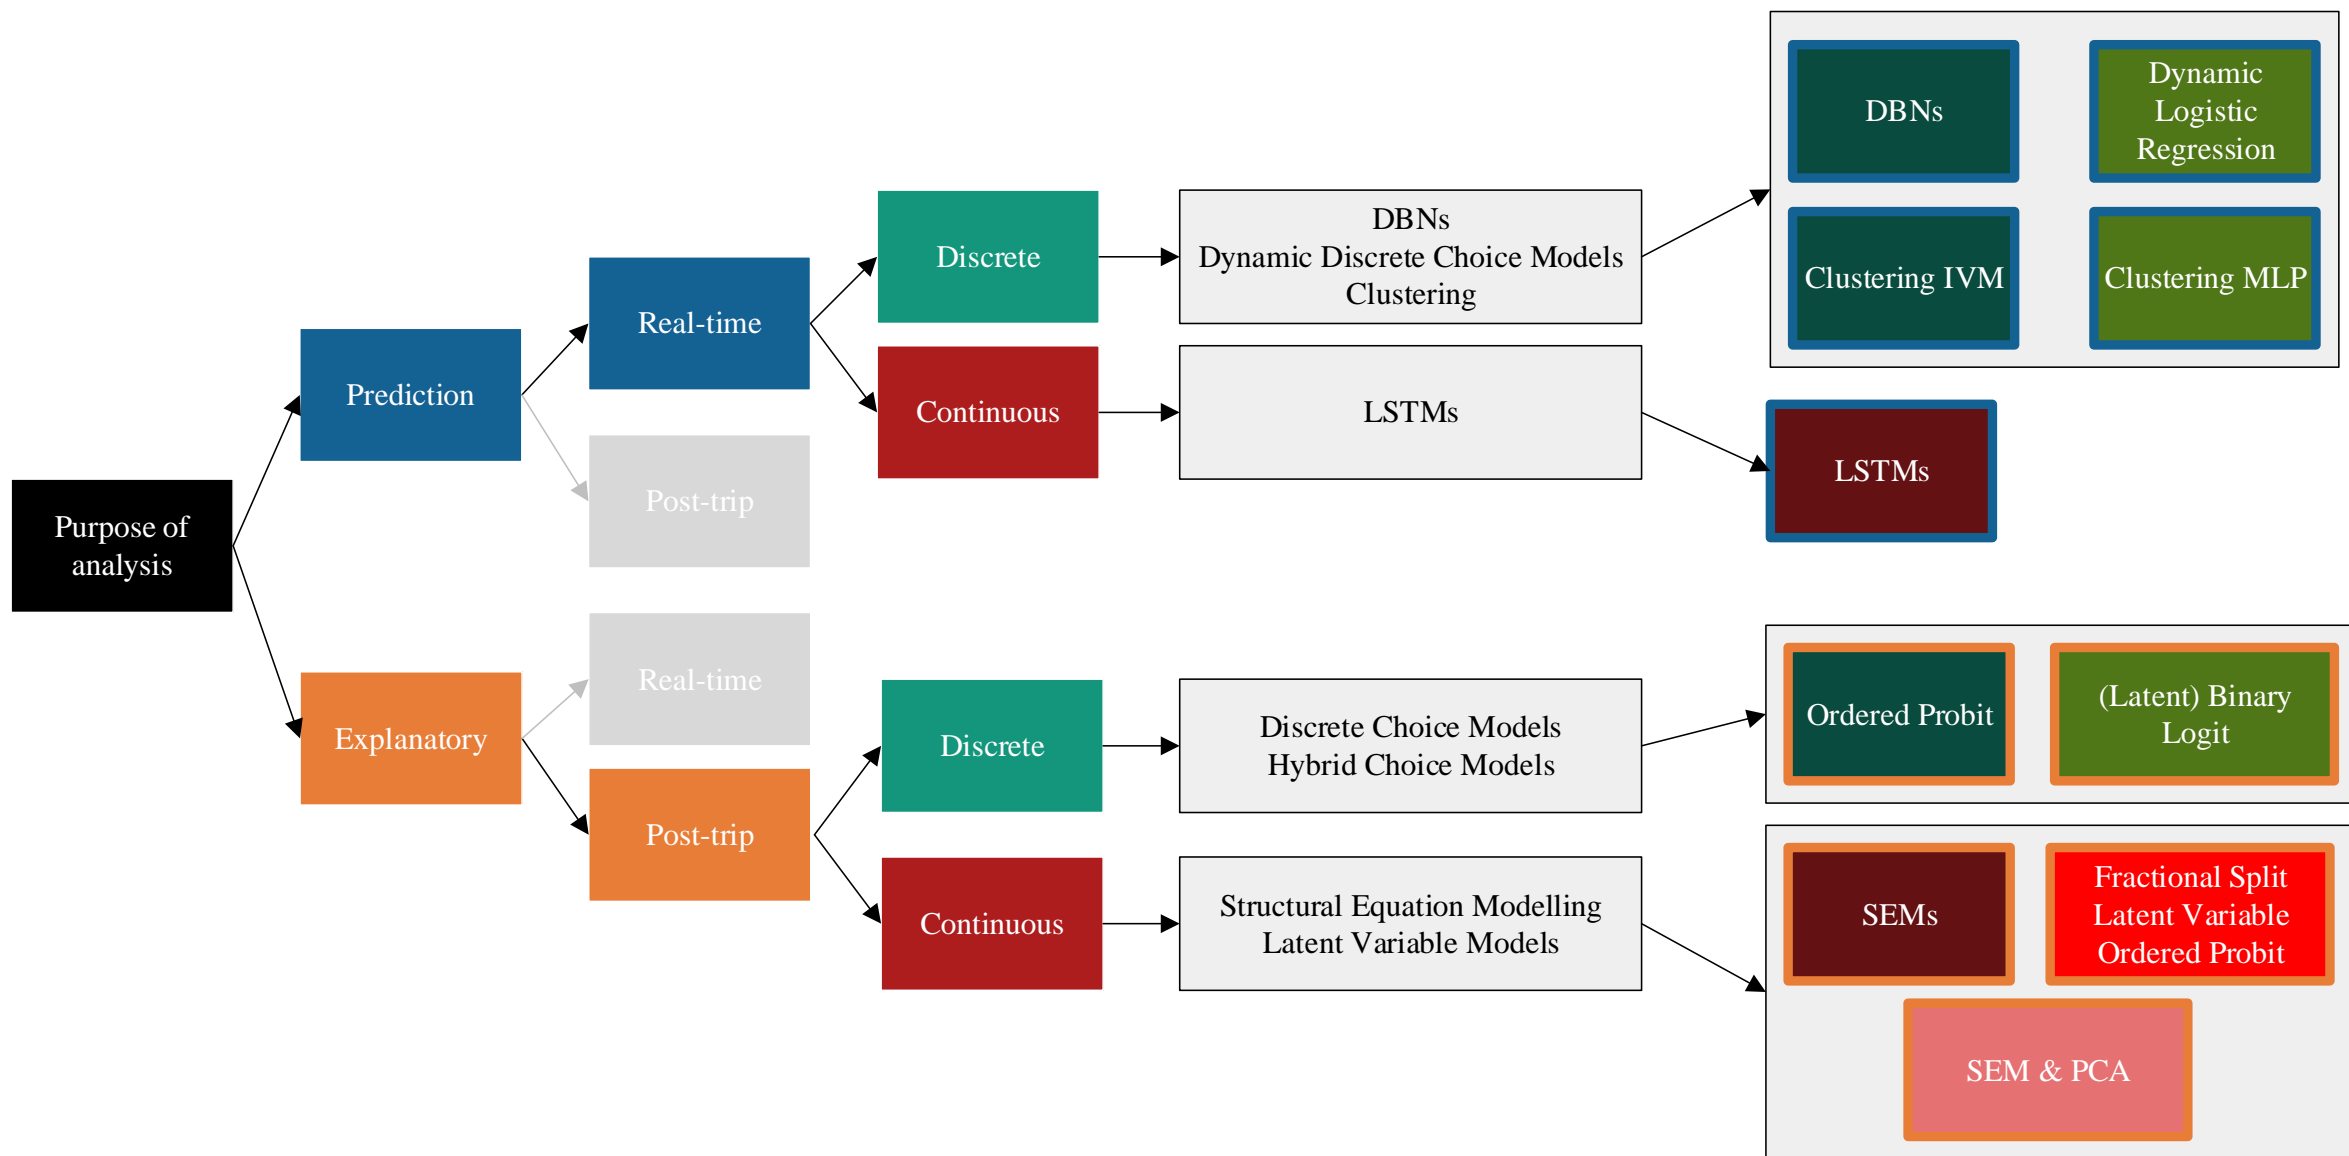 Purpose of
analysis
Prediction
Explanatory
Real-time
Post-trip
Real-time
Post-trip
Discrete
Continuous
Discrete
Continuous
DBNs
Dynamic Discrete Choice Models
Clustering
LSTMs
Discrete Choice Models
Hybrid Choice Models
Structural Equation Modelling
Latent Variable Models
DBNs
Dynamic
Logistic
Regression
Clustering IVM
Clustering MLP
LSTMs
Ordered Probit
(Latent) Binary
Logit
SEMs
Fractional Split
Latent Variable
Ordered Probit
SEM & PCA